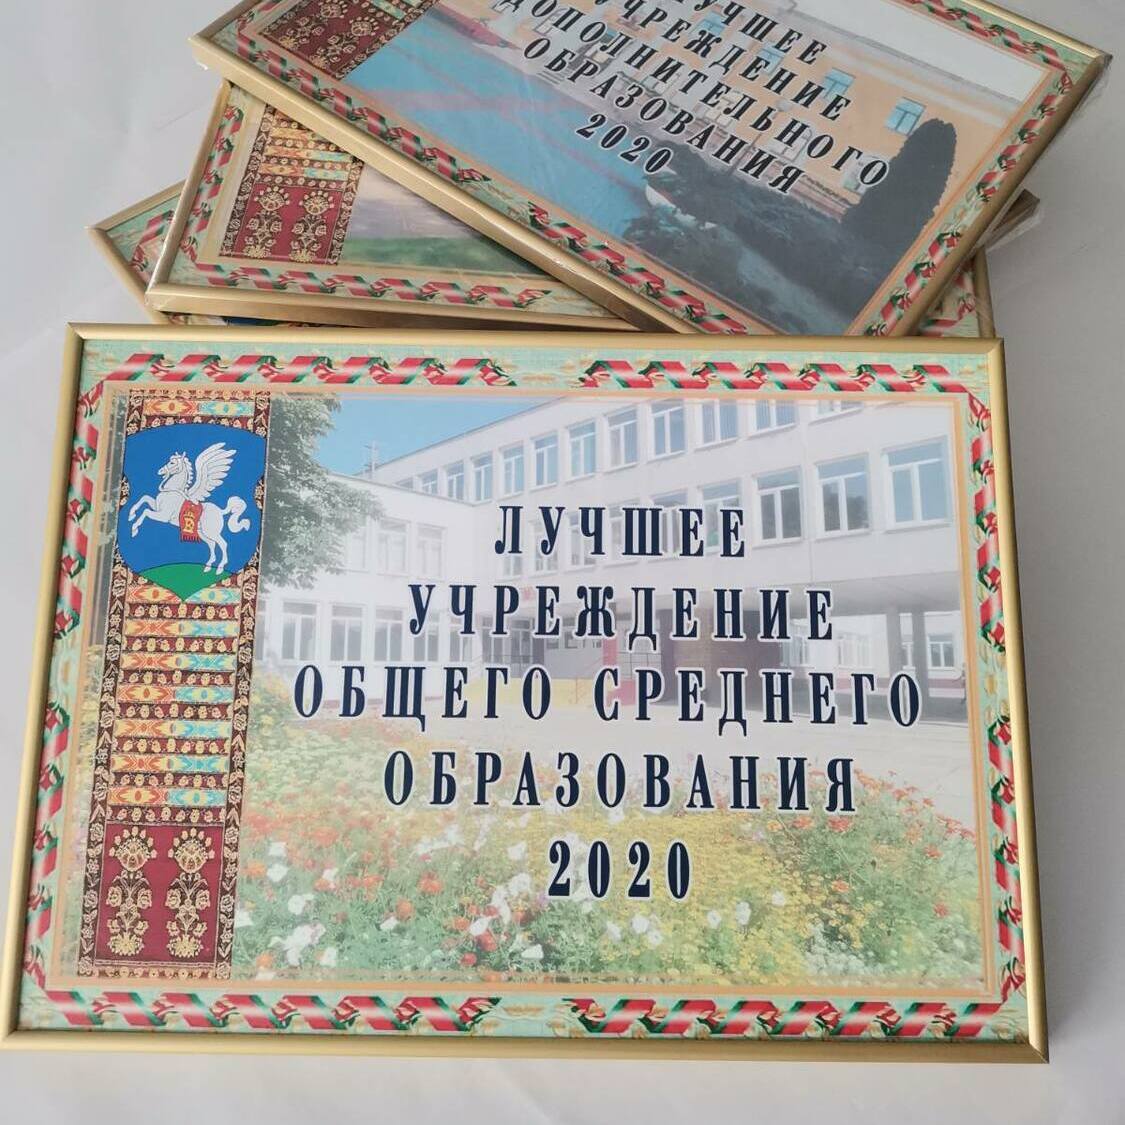 ЛУЧШЕЕ
УЧРЕЖДЕНИЕ
ДОПОЛНИТЕЛЬНОГО
ОБРАЗОВАНИЯ
2020
Е
ЛУЧШЕЕ
УЧРЕЖДЕНИЕ
ОБЩЕГО СРЕДНЕГО
ОБРАЗОВАНИЯ
2020